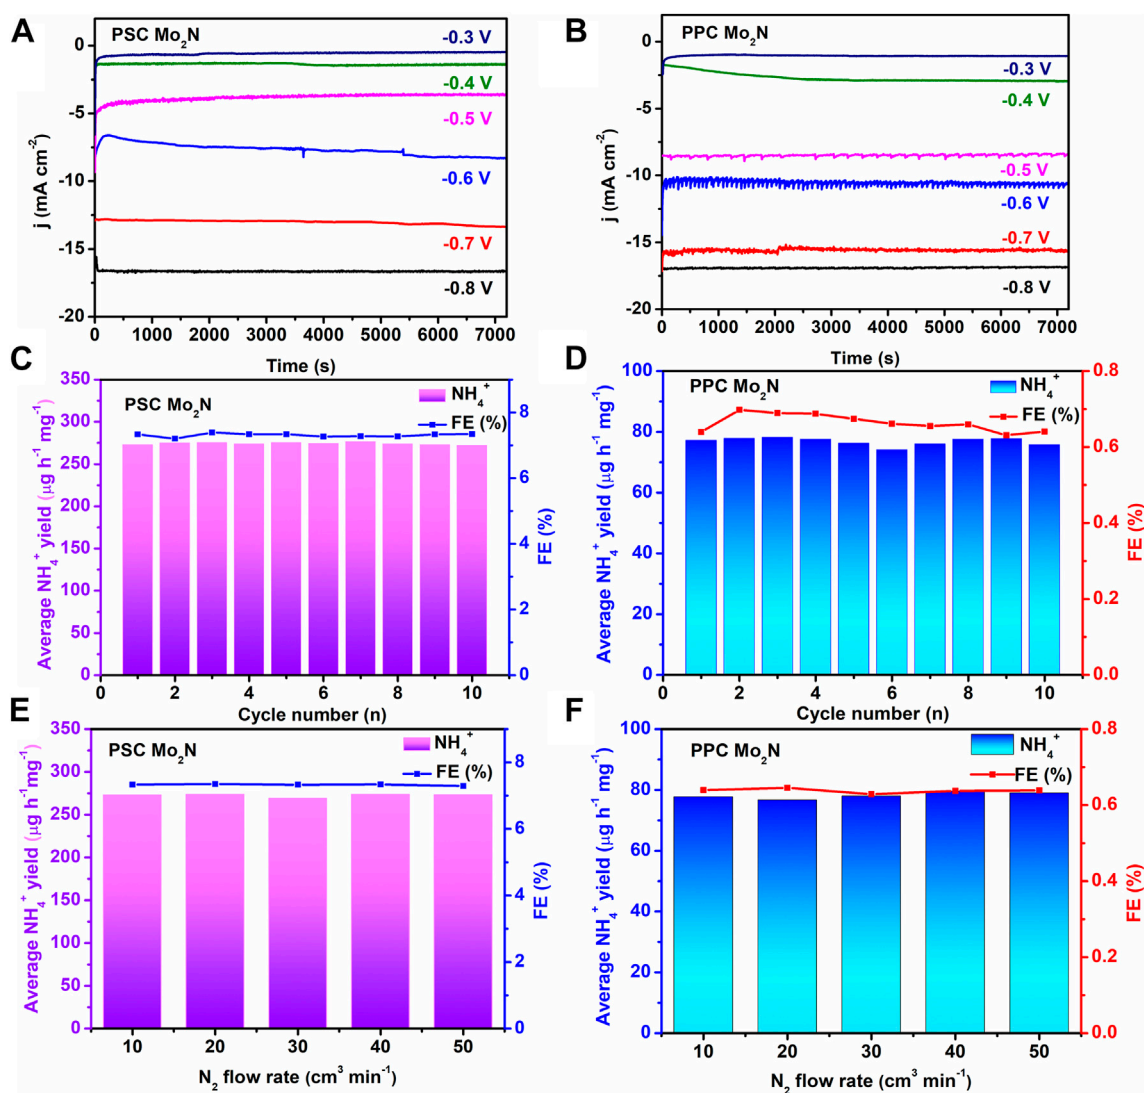 A
PSC Mo2N
-0.3 V
-0.4 V
-0.5 V
-0.6 V
-0.7 V
-0.8 V
0
-5
-10
-15
-20
j (mA cm-2)
0 1000 2000 3000 4000 5000 6000 7000
Time (s)
B
PPC Mo2N
-0.3 V
-0.4 V
-0.5 V
-0.6 V
-0.7 V
-0.8 V
0
-5
-10
-15
-20
j (mA cm-2)
0 1000 2000 3000 4000 5000 6000 7000
Time (s)
C
PSC Mo2N
NH4+
FE (%)
350
300
275
250
225
200
175
150
125
100
75
50
25
0
Average NH4+ yield (μg h-1 mg-1)
8
6
4
2
0
FE (%)
0 2 4 6 8 10
Cycle number (n)
D
PPC Mo2N
NH4+
FE (%)
100
80
60
40
20
0
Average NH4+ yield (μg h-1 mg-1)
0.8
0.6
0.4
0.2
0.0
FE (%)
0 2 4 6 8 10
Cycle number (n)
E
PSC Mo2N
NH4+
FE (%)
350
300
250
200
150
100
50
0
Average NH4+ yield (μg h-1 mg-1)
8
6
4
2
0
FE (%)
10 20 30 40 50
N2 flow rate (cm3 min-1)
F
PPC Mo2N
NH4+
FE (%)
100
80
60
40
20
0
Average NH4+ yield (μg h-1 mg-1)
0.8
0.6
0.4
0.2
0.0
FE (%)
10 20 30 40 50
N2 flow rate (cm3 min-1)